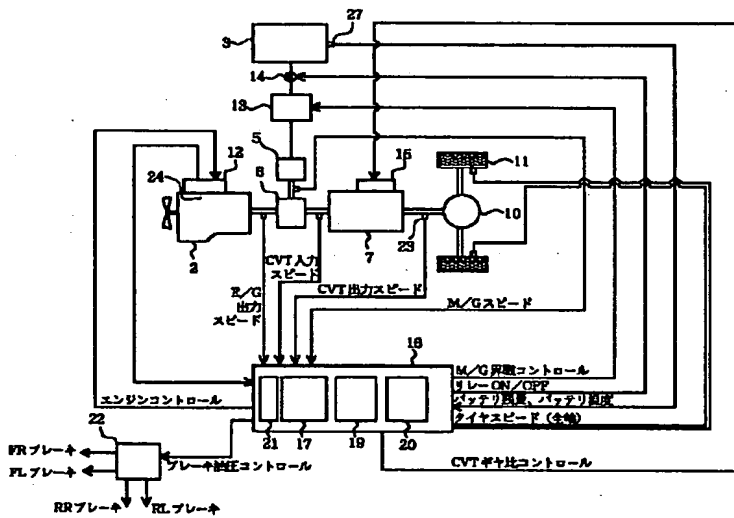 27
3
14
13
5
6
12
24
2
15
7
11
10
23
CVT入力
スピード
E/G
出力
スピード
CVT出力スピード
M/Gスピード
16
21
17
19
20
エンジンコントロール
M/G界磁コントロール
リレーON/OFF
バッテリ残量、バッテリ温度
タイヤスピード(全輪)
22
FRブレーキ
FLブレーキ
RRブレーキ
RLブレーキ
ブレーキ油圧コントロール
CVTギヤ比コントロール